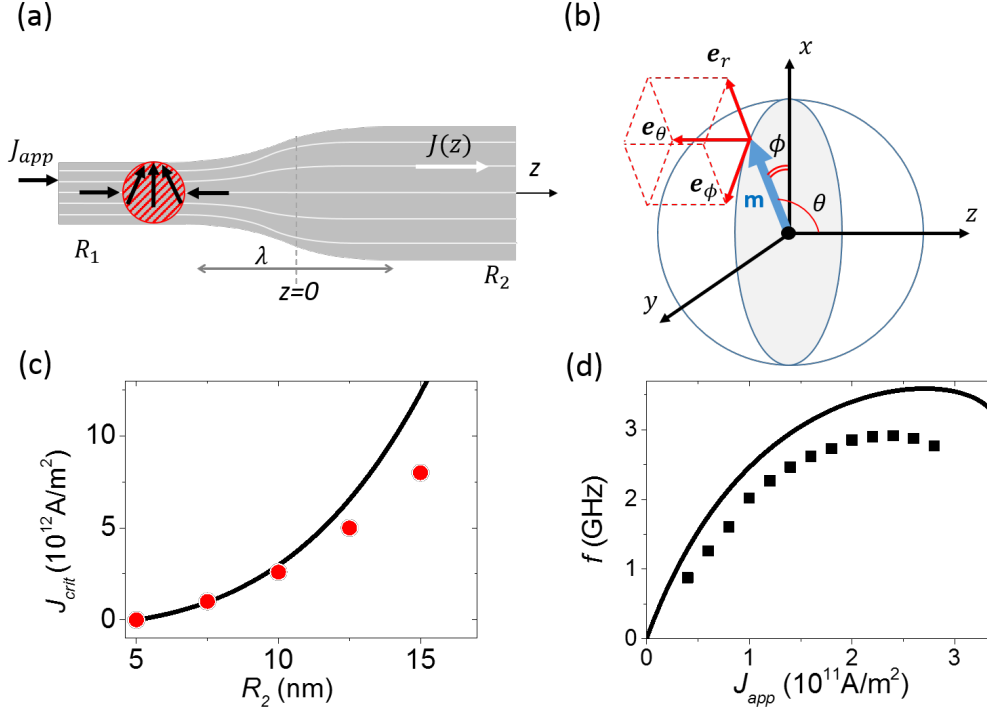 (a)
J_app
J(z)
z
R_1
λ
R_2
z=0
(b)
x
e_r
e_θ
ϕ
e_ϕ
m
θ
z
y
(c)
J_crit (10^12 A/m^2)
10
5
0
5
10
15
R_2 (nm)
(d)
f (GHz)
3
2
1
0
0
1
2
3
J_app (10^11 A/m^2)